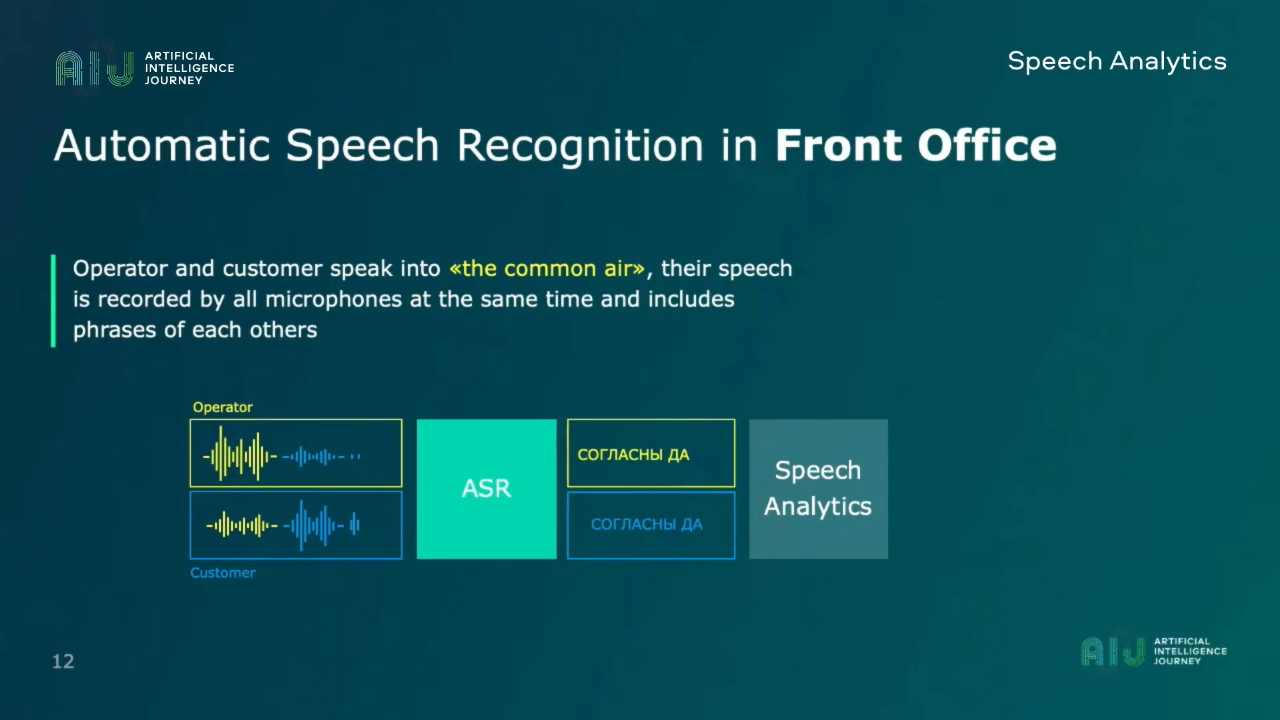 ARTIFICIAL
INTELLIGENCE
JOURNEY
Speech Analytics
Automatic Speech Recognition in Front Office
Operator and customer speak into «the common air», their speech
is recorded by all microphones at the same time and includes
phrases of each others
Operator
СОГЛАСНЫ ДА
ASR
Speech
Analytics
СОГЛАСНЫ ДА
Customer
12
AIJ
ARTIFICIAL
INTELLIGENCE
JOURNEY